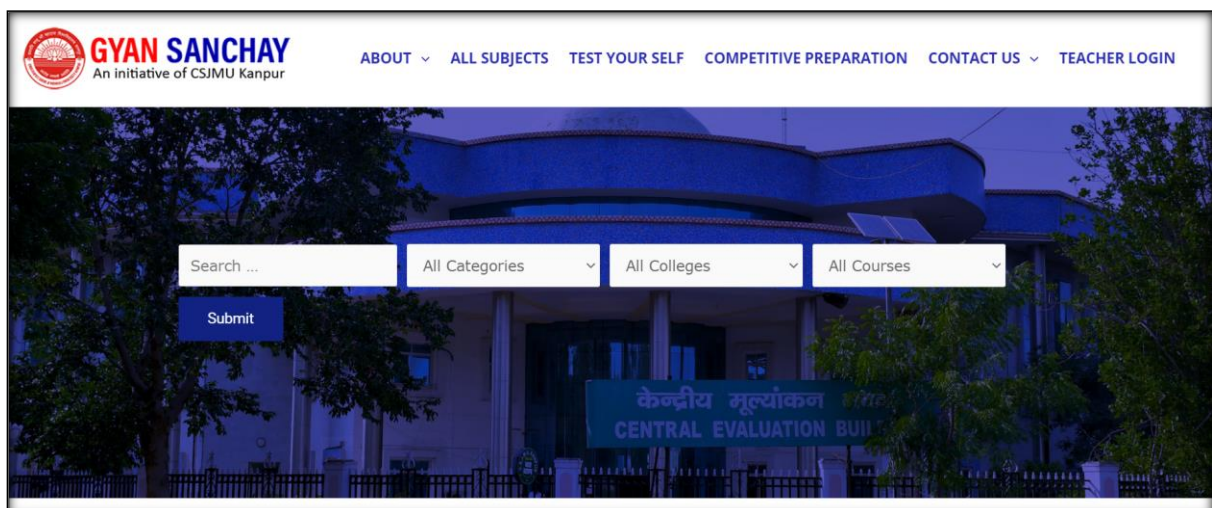 GYAN SANCHAY
An initiative of CSJMU Kanpur
ABOUT ALL SUBJECTS TEST YOUR SELF COMPETITIVE PREPARATION CONTACT US TEACHER LOGIN
Search ...
All Categories
All Colleges
All Courses
Submit
केन्द्रीय मूल्यांकन
CENTRAL EVALUATION